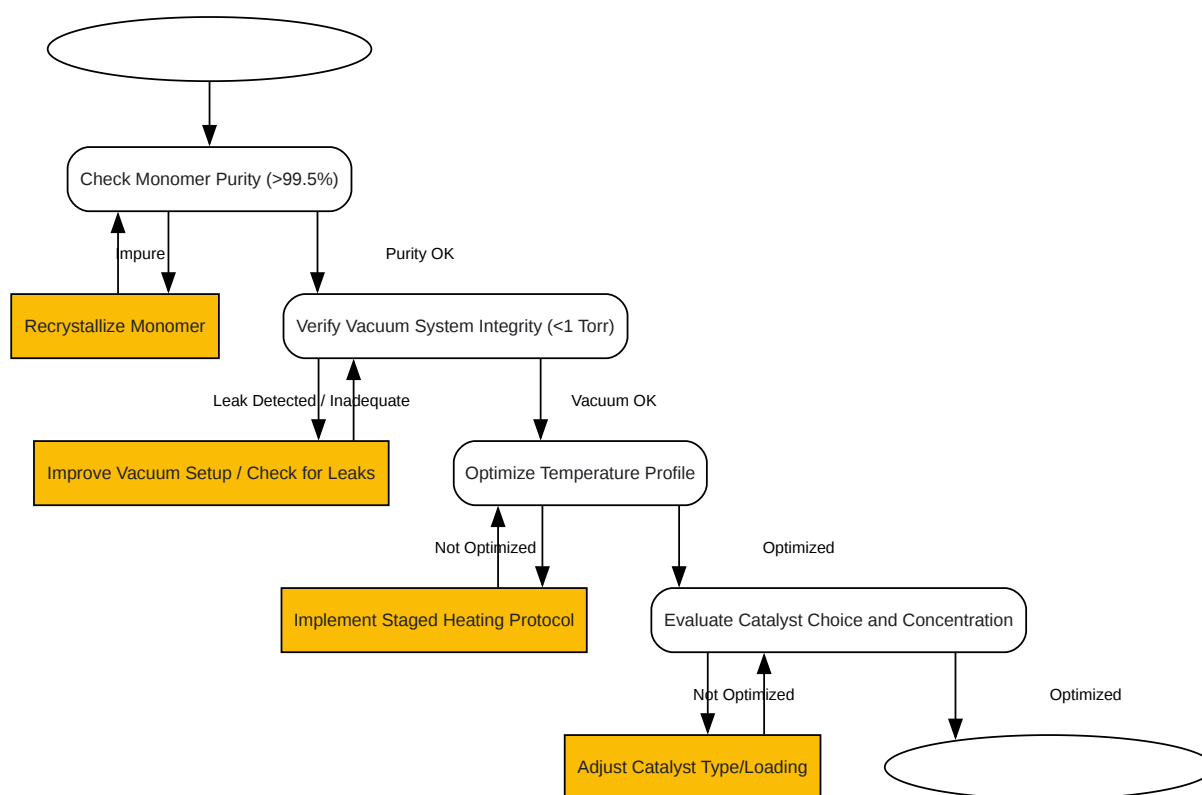 Check Monomer Purity (>99.5%)
Impure
Purity OK
Recrystallize Monomer
Verify Vacuum System Integrity (<1 Torr)
Leak Detected / Inadequate
Vacuum OK
Improve Vacuum Setup / Check for Leaks
Optimize Temperature Profile
Not Optimized
Optimized
Implement Staged Heating Protocol
Evaluate Catalyst Choice and Concentration
Not Optimized
Optimized
Adjust Catalyst Type/Loading